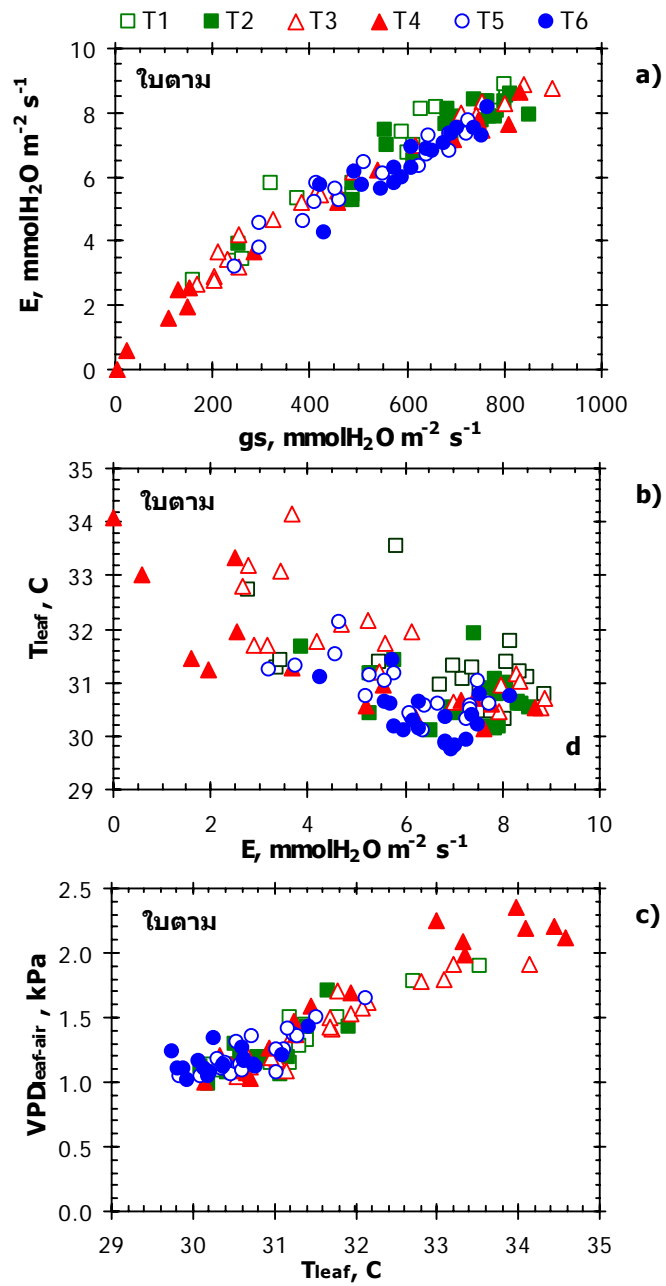 T1 T2 T3 T4 T5 T6
a)
ใบตาม
10
8
6
4
2
0
E, mmolH₂O m⁻² s⁻¹
0 200 400 600 800 1000
gs, mmolH₂O m⁻² s⁻¹
b)
ใบตาม
35
34
33
32
31
30
29
Tleaf , C
d
0 2 4 6 8 10
E, mmolH₂O m⁻² s⁻¹
c)
ใบตาม
2.5
2.0
1.5
1.0
0.5
0.0
VPDleaf-air , kPa
29 30 31 32 33 34 35
Tleaf, C